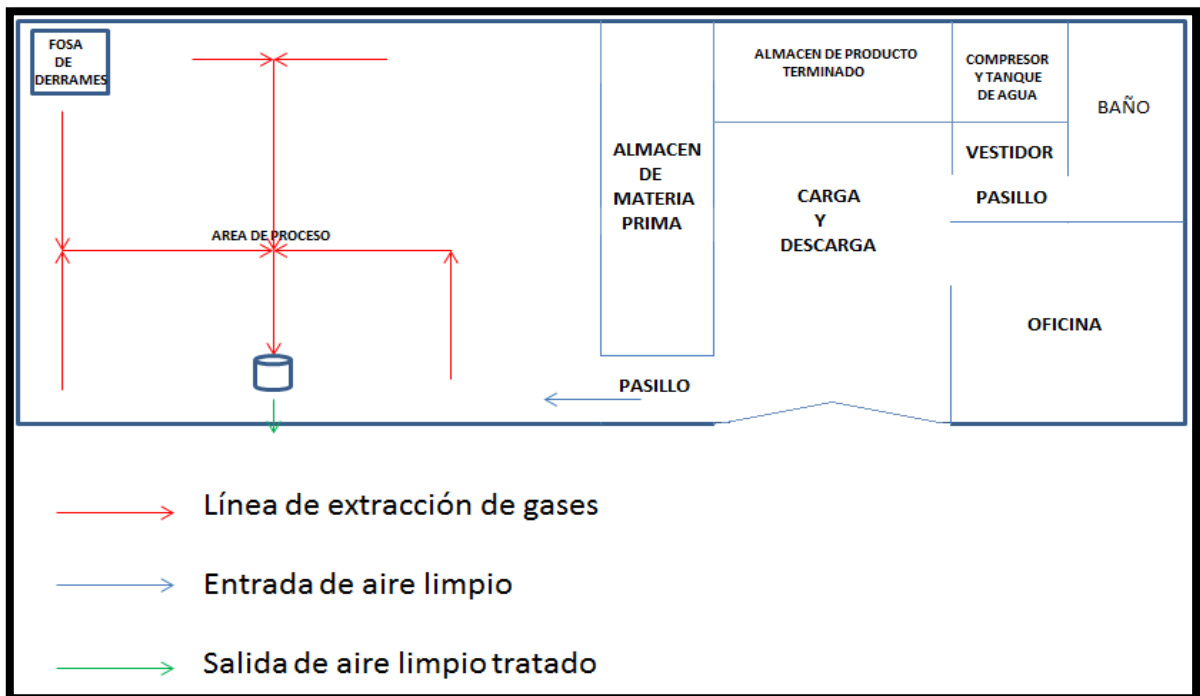 FOSA
DE
DERRAMES
ALMACEN DE PRODUCTO
TERMINADO
COMPRESOR
Y TANQUE
DE AGUA
BAÑO
ALMACEN
DE
MATERIA
PRIMA
VESTIDOR
CARGA
Y
DESCARGA
PASILLO
AREA DE PROCESO
OFICINA
PASILLO
Línea de extracción de gases
Entrada de aire limpio
Salida de aire limpio tratado